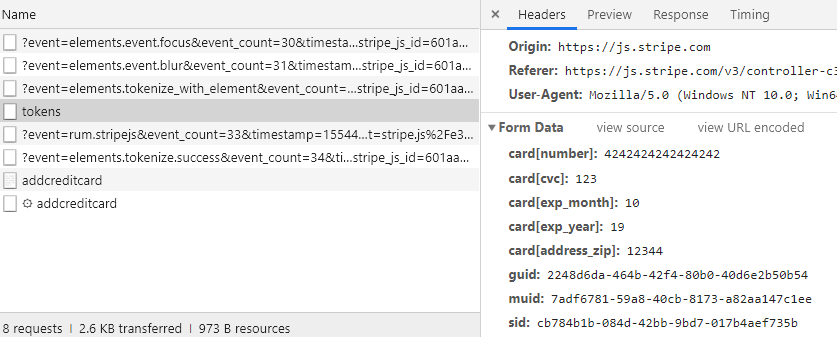 Name
?event=elements.event.focus&event_count=30&timesta...stripe_js_id=601aa...
?event=elements.event.blur&event_count=31&timestam...stripe_js_id=601aa...
?event=elements.tokenize_with_element&event_count=...stripe_js_id=601aa...
tokens
?event=rum.stripejs&event_count=33&timestamp=15544...t=stripe.js%2Fe3...
?event=elements.tokenize.success&event_count=34&ti...stripe_js_id=601aa...
addcreditcard
addcreditcard
8 requests
2.6 KB transferred
973 B resources
× Headers Preview Response Timing
Origin: https://js.stripe.com
Referer: https://js.stripe.com/v3/controller-c3
User-Agent: Mozilla/5.0 (Windows NT 10.0; Win64
Form Data view source view URL encoded
card[number]: 4242424242424242
card[cvc]: 123
card[exp_month]: 10
card[exp_year]: 19
card[address_zip]: 12344
guid: 2248d6da-464b-42f4-80b0-40d6e2b50b54
muid: 7adf6781-59a8-40cb-8173-a82aa147c1ee
sid: cb784b1b-084d-42bb-9bd7-017b4aef735b